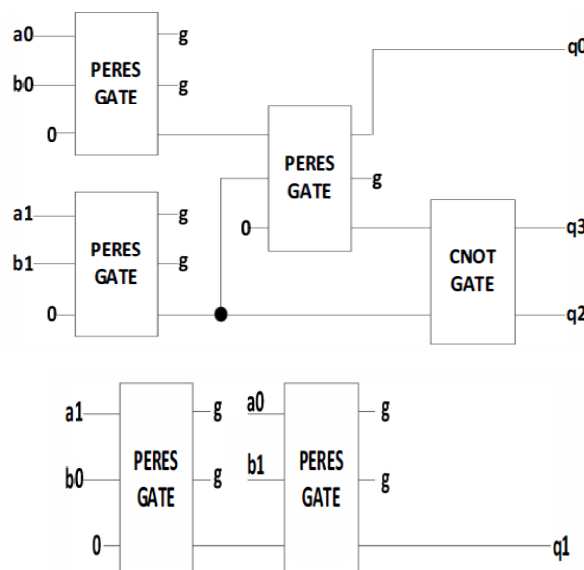 a0 PERES GATE g
b0 g
0
q0
PERES GATE g
0
a1 PERES GATE g
b1 g
0
CNOT GATE
q3
q2
a1 PERES GATE g
b0 g
0
a0 PERES GATE g
b1 g
q1